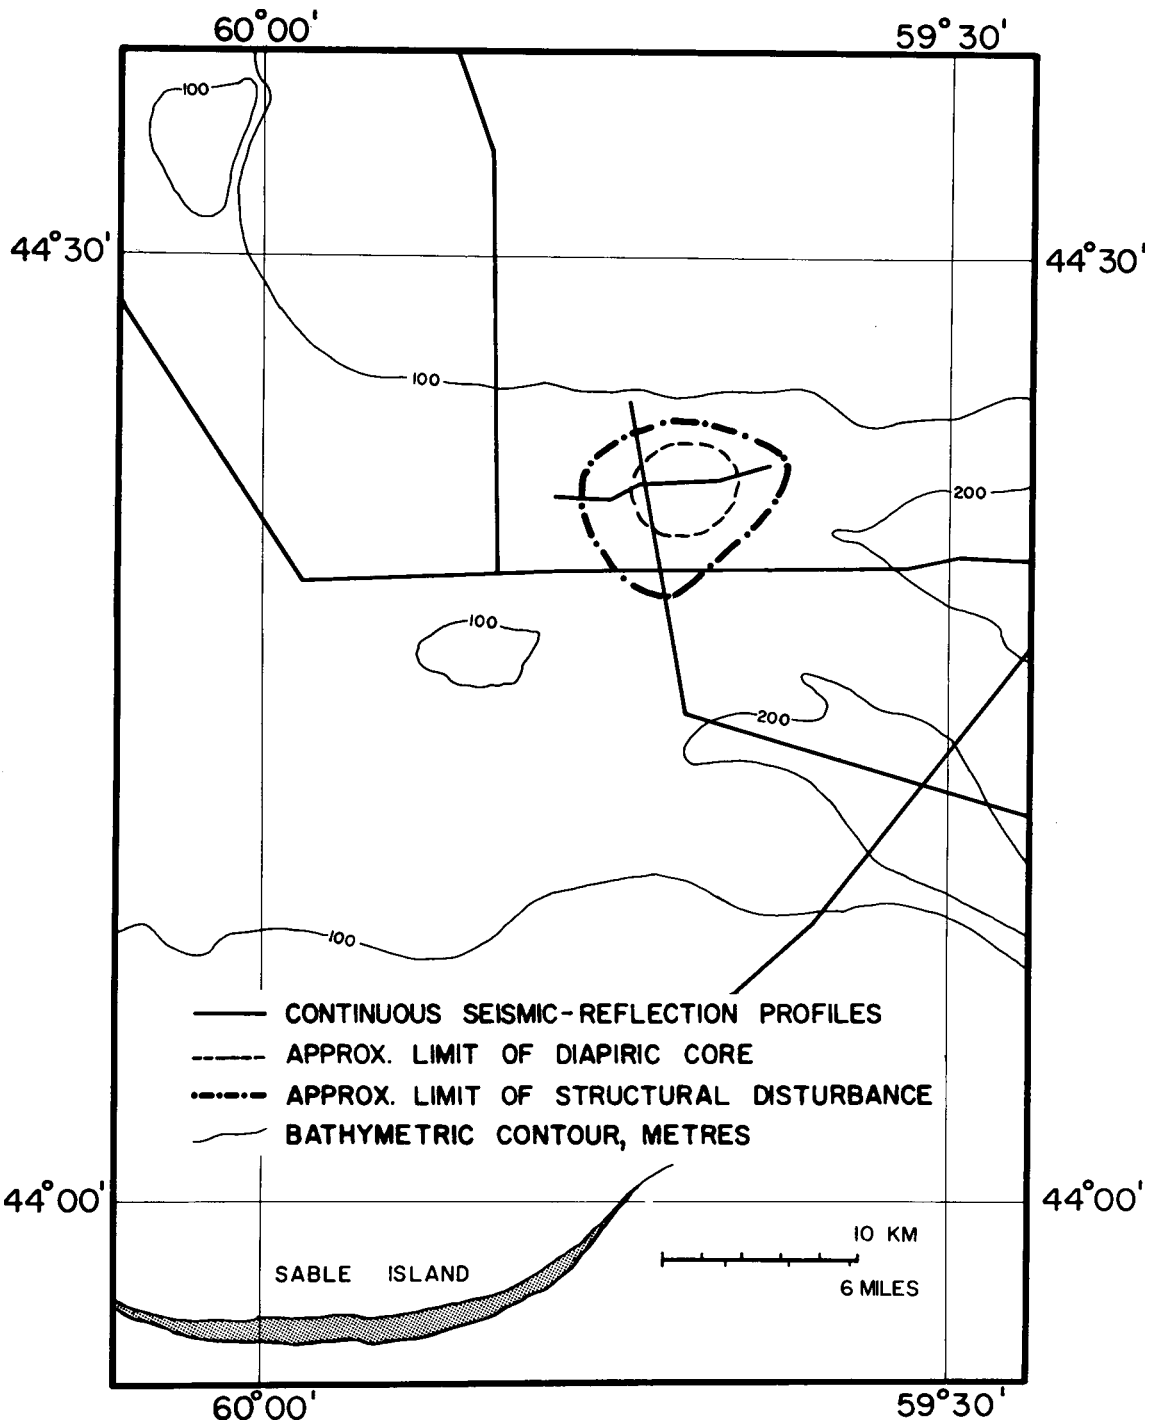 60°00' 59°30'
100
44°30' 44°30'
100
200
100
200
100
CONTINUOUS SEISMIC-REFLECTION PROFILES
APPROX. LIMIT OF DIAPIRIC CORE
APPROX. LIMIT OF STRUCTURAL DISTURBANCE
BATHYMETRIC CONTOUR, METRES
44°00' 44°00'
10 KM
SABLE ISLAND
6 MILES
60°00' 59°30'